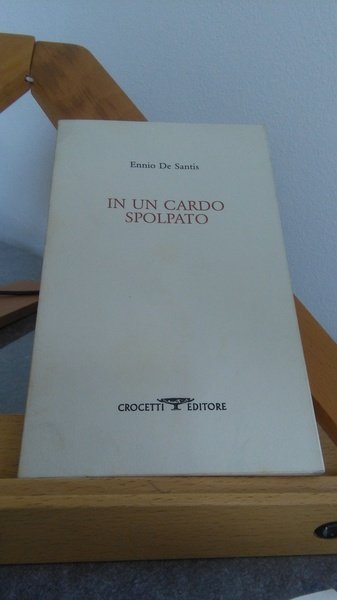 Ennio De Santis
IN UN CARDO
SPOLPATO
CROCETTI EDITORE